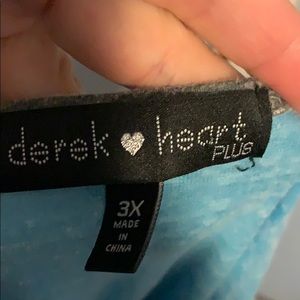 derek heart
PLUS
3X
MADE
IN
CHINA